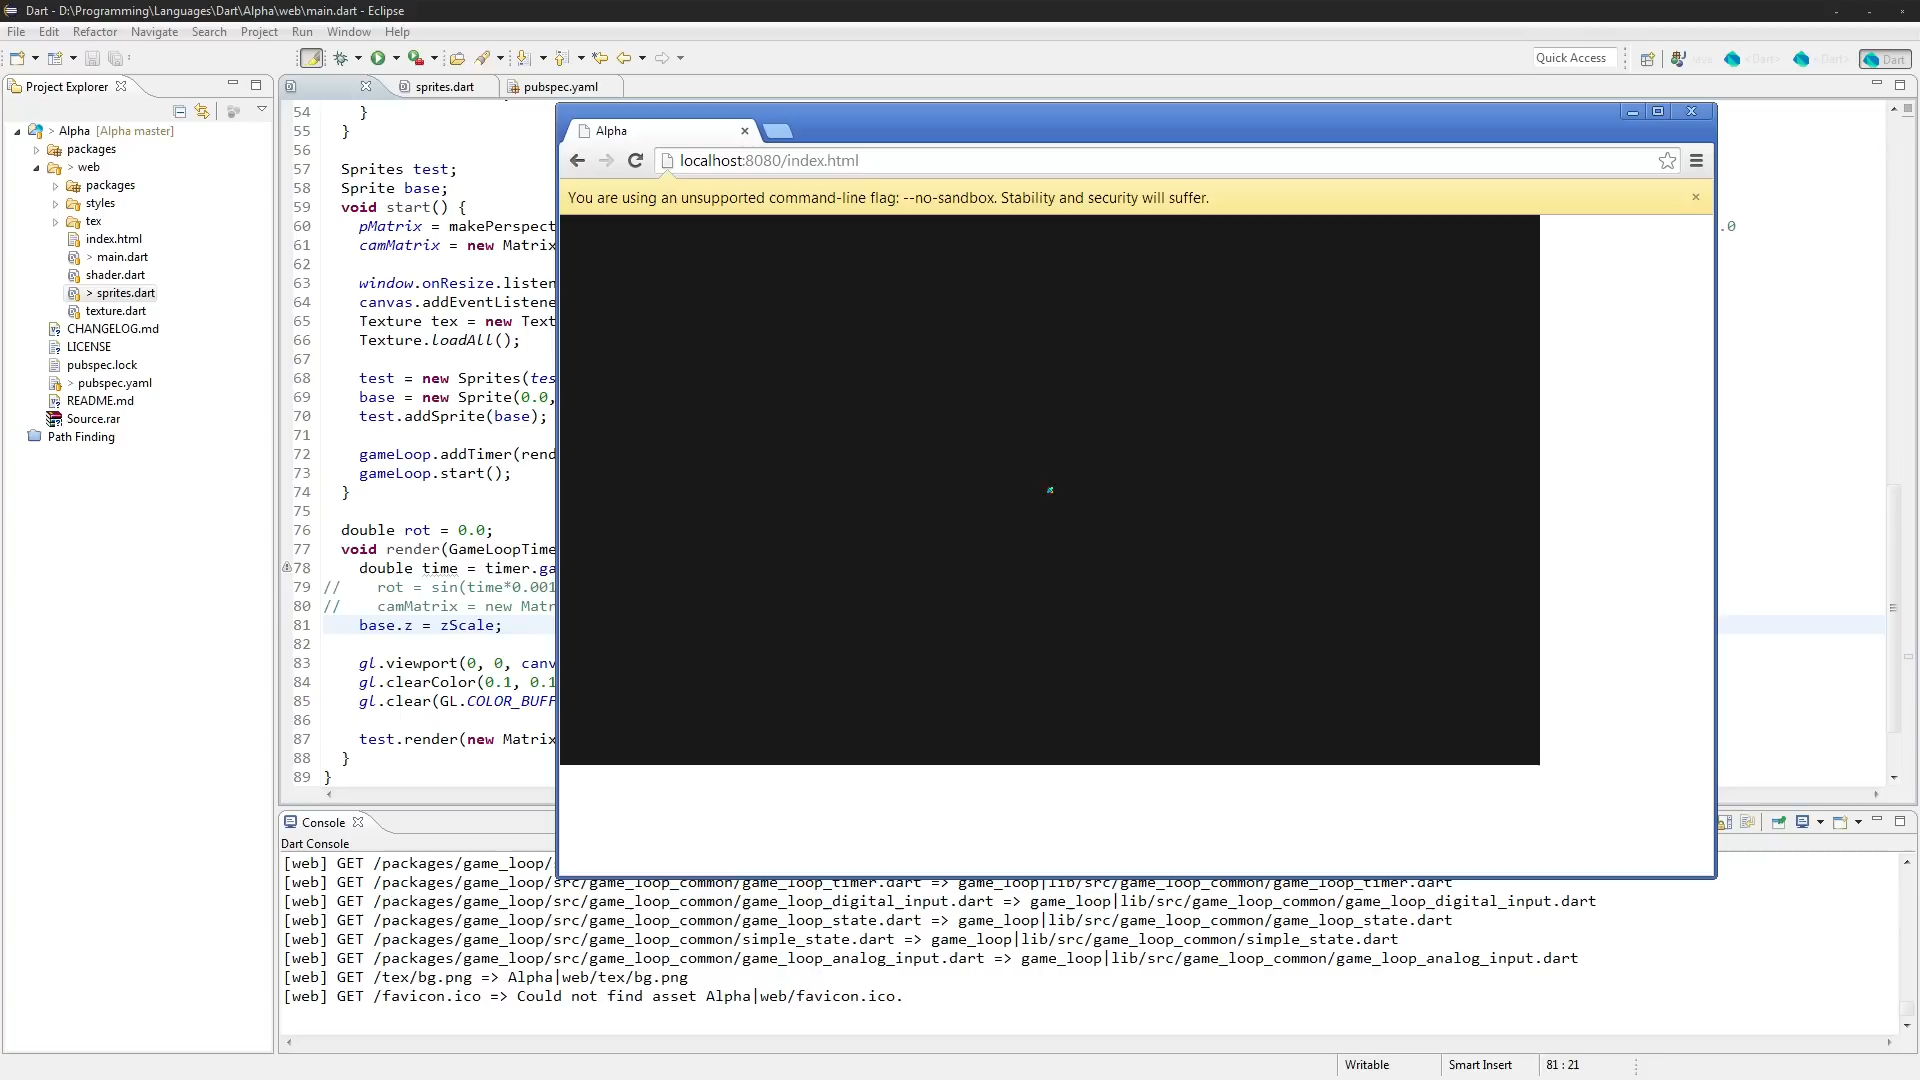 Dart - D:\Programming\Languages\Dart\Alpha\web\main.dart - Eclipse
File Edit Refactor Navigate Search Project Run Window Help
Quick Access
Dart
Project Explorer
sprites.dart
pubspec.yaml
> Alpha [Alpha master]
packages
> web
packages
styles
tex
index.html
> main.dart
shader.dart
> sprites.dart
texture.dart
CHANGELOG.md
LICENSE
pubspec.lock
> pubspec.yaml
README.md
Source.rar
Path Finding
54 }
55 }
56
57 Sprites test;
58 Sprite base;
59 void start() {
60 pMatrix = makePerspect
.0
61 camMatrix = new Matrix
62
63 window.onResize.listen
64 canvas.addEventListene
65 Texture tex = new Text
66 Texture.loadAll();
67
68 test = new Sprites(tes
69 base = new Sprite(0.0,
70 test.addSprite(base);
71
72 gameLoop.addTimer(rend
73 gameLoop.start();
74 }
75
76 double rot = 0.0;
77 void render(GameLoopTime
78 double time = timer.ga
79 // rot = sin(time*0.001
80 // camMatrix = new Matr
81 base.z = zScale;
82
83 gl.viewport(0, 0, canv
84 gl.clearColor(0.1, 0.1
85 gl.clear(GL.COLOR_BUFF
86
87 test.render(new Matrix
88 }
89 }
Alpha
localhost:8080/index.html
You are using an unsupported command-line flag: --no-sandbox. Stability and security will suffer.
Console
Dart Console
[web] GET /packages/game_loop/
[web] GET /packages/game_loop/src/game_loop_common/game_loop_timer.dart => game_loop|lib/src/game_loop_common/game_loop_timer.dart
[web] GET /packages/game_loop/src/game_loop_common/game_loop_digital_input.dart => game_loop|lib/src/game_loop_common/game_loop_digital_input.dart
[web] GET /packages/game_loop/src/game_loop_common/game_loop_state.dart => game_loop|lib/src/game_loop_common/game_loop_state.dart
[web] GET /packages/game_loop/src/game_loop_common/simple_state.dart => game_loop|lib/src/game_loop_common/simple_state.dart
[web] GET /packages/game_loop/src/game_loop_common/game_loop_analog_input.dart => game_loop|lib/src/game_loop_common/game_loop_analog_input.dart
[web] GET /tex/bg.png => Alpha|web/tex/bg.png
[web] GET /favicon.ico => Could not find asset Alpha|web/favicon.ico.
Writable
Smart Insert
81 : 21